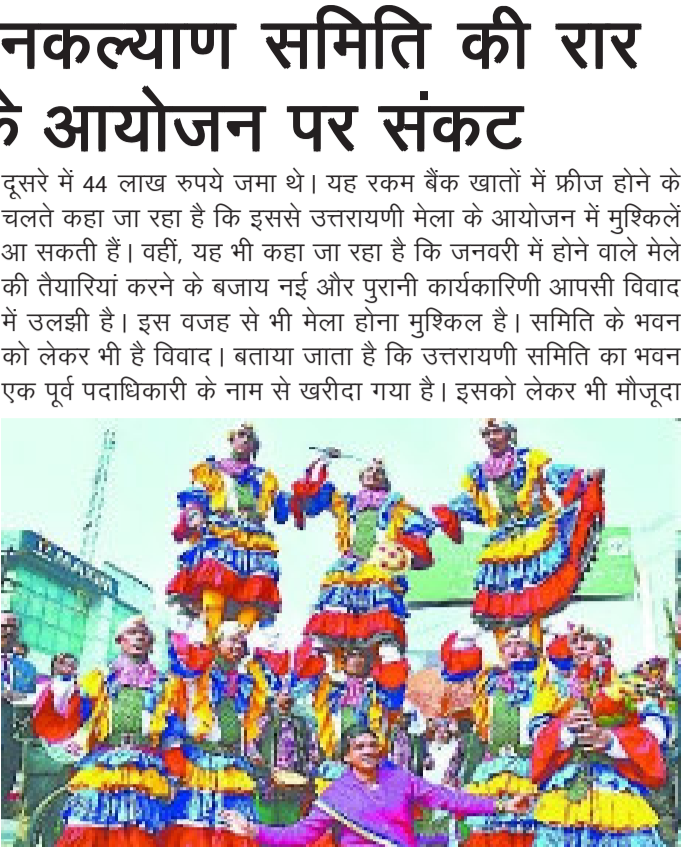 नकल्याण समिति की रार
के आयोजन पर संकट
दूसरे में 44 लाख रुपये जमा थे। यह रकम बैंक खातों में फ्रीज होने के
चलते कहा जा रहा है कि इससे उत्तरायणी मेला के आयोजन में मुश्किलें
आ सकती हैं। वहीं, यह भी कहा जा रहा है कि जनवरी में होने वाले मेले
की तैयारियां करने के बजाय नई और पुरानी कार्यकारिणी आपसी विवाद
में उलझी है। इस वजह से भी मेला होना मुश्किल है। समिति के भवन
को लेकर भी है विवाद। बताया जाता है कि उत्तरायणी समिति का भवन
एक पूर्व पदाधिकारी के नाम से खरीदा गया है। इसको लेकर भी मौजूदा